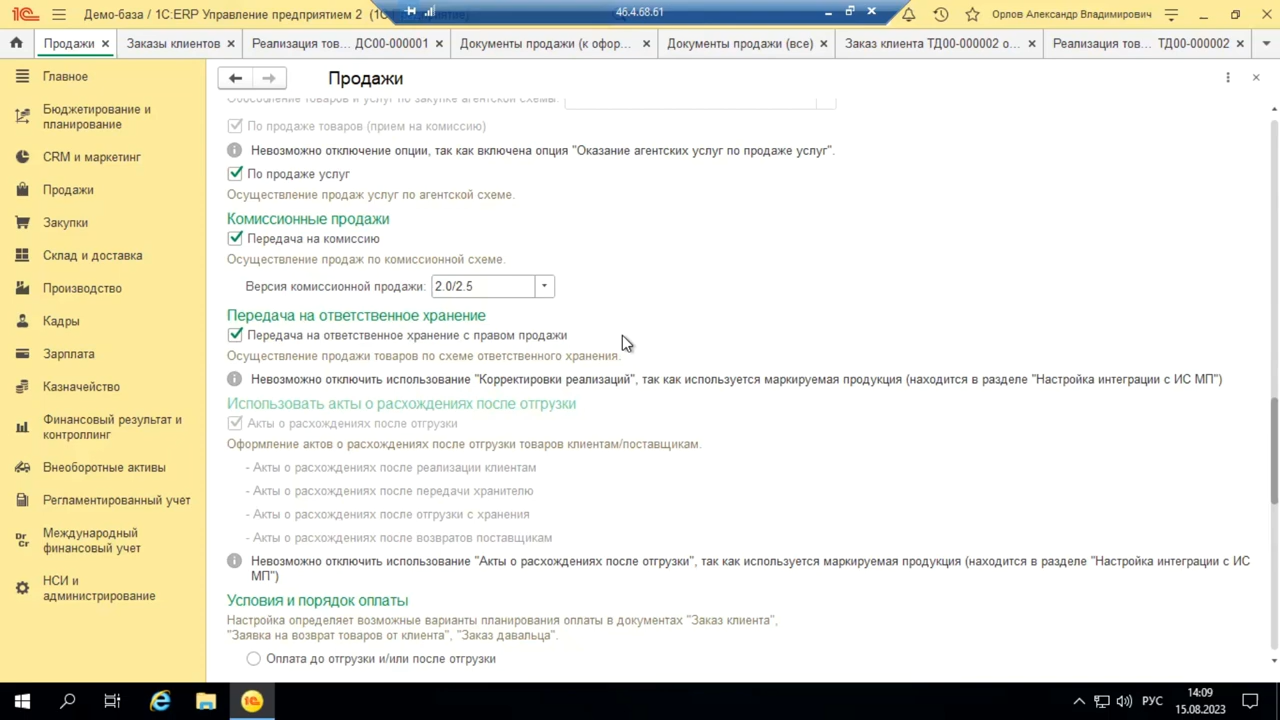 Демо-база / 1С:ERP Управление предприятием 2 (1С:Предприятие)
46.4.68.61
Орлов Александр Владимирович
Продажи
Заказы клиентов
Реализация тов... ДС00-000001
Документы продажи (к офор...
Документы продажи (все)
Заказ клиента ТД00-000002 о...
Реализация тов... ТД00-000002
Главное
Бюджетирование и
планирование
CRM и маркетинг
Продажи
Закупки
Склад и доставка
Производство
Кадры
Зарплата
Казначейство
Финансовый результат и
контроллинг
Внеоборотные активы
Регламентированный учет
Международный
финансовый учет
НСИ и
администрирование
Продажи
Обособление товаров и услуг по закупке агентской схемы:
По продаже товаров (прием на комиссию)
Невозможно отключение опции, так как включена опция "Оказание агентских услуг по продаже услуг".
По продаже услуг
Осуществление продаж услуг по агентской схеме.
Комиссионные продажи
Передача на комиссию
Осуществление продаж по комиссионной схеме.
Версия комиссионной продажи: 2.0/2.5
Передача на ответственное хранение
Передача на ответственное хранение с правом продажи
Осуществление продажи товаров по схеме ответственного хранения.
Невозможно отключить использование "Корректировки реализаций", так как используется маркируемая продукция (находится в разделе "Настройка интеграции с ИС МП")
Использовать акты о расхождениях после отгрузки
Акты о расхождениях после отгрузки
Оформление актов о расхождениях после отгрузки товаров клиентам/поставщикам.
- Акты о расхождениях после реализации клиентам
- Акты о расхождениях после передачи хранителю
- Акты о расхождениях после отгрузки с хранения
- Акты о расхождениях после возвратов поставщикам
Невозможно отключить использование "Акты о расхождениях после отгрузки", так как используется маркируемая продукция (находится в разделе "Настройка интеграции с ИС
МП")
Условия и порядок оплаты
Настройка определяет возможные варианты планирования оплаты в документах "Заказ клиента",
"Заявка на возврат товаров от клиента", "Заказ давальца".
Оплата до отгрузки и/или после отгрузки
РУС
14:09
15.08.2023